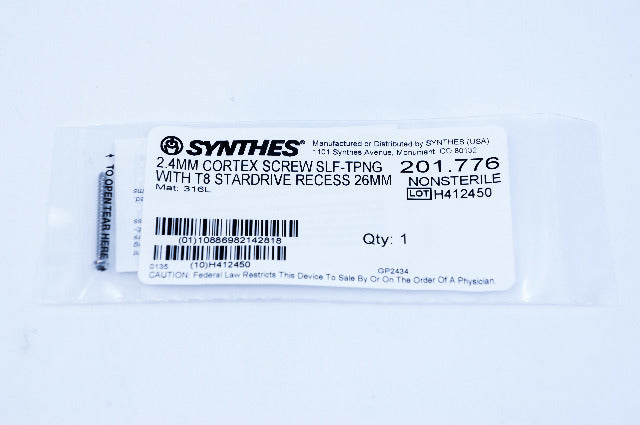 SYNTHES®
Manufactured or Distributed by SYNTHES (USA)
1101 Synthes Avenue, Monument, CO 80132
2.4MM CORTEX SCREW SLF-TPNG
WITH T8 STARDRIVE RECESS 26MM
Mat: 316L
201.776
NONSTERILE
LOT H412450
(01)10886982142818
Qty: 1
(10)H412450
0135
GP2434
CAUTION: Federal Law Restricts This Device To Sale By Or On The Order Of A Physician.
TO OPEN TEAR HERE